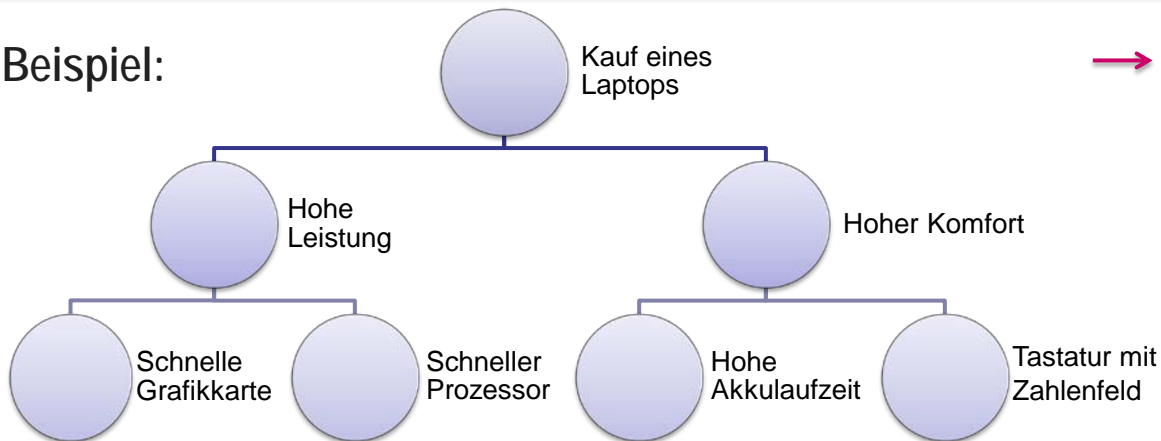 Beispiel:
Kauf eines
Laptops
Hohe
Leistung
Hoher Komfort
Schnelle
Grafikkarte
Schneller
Prozessor
Hohe
Akkulaufzeit
Tastatur mit
Zahlenfeld